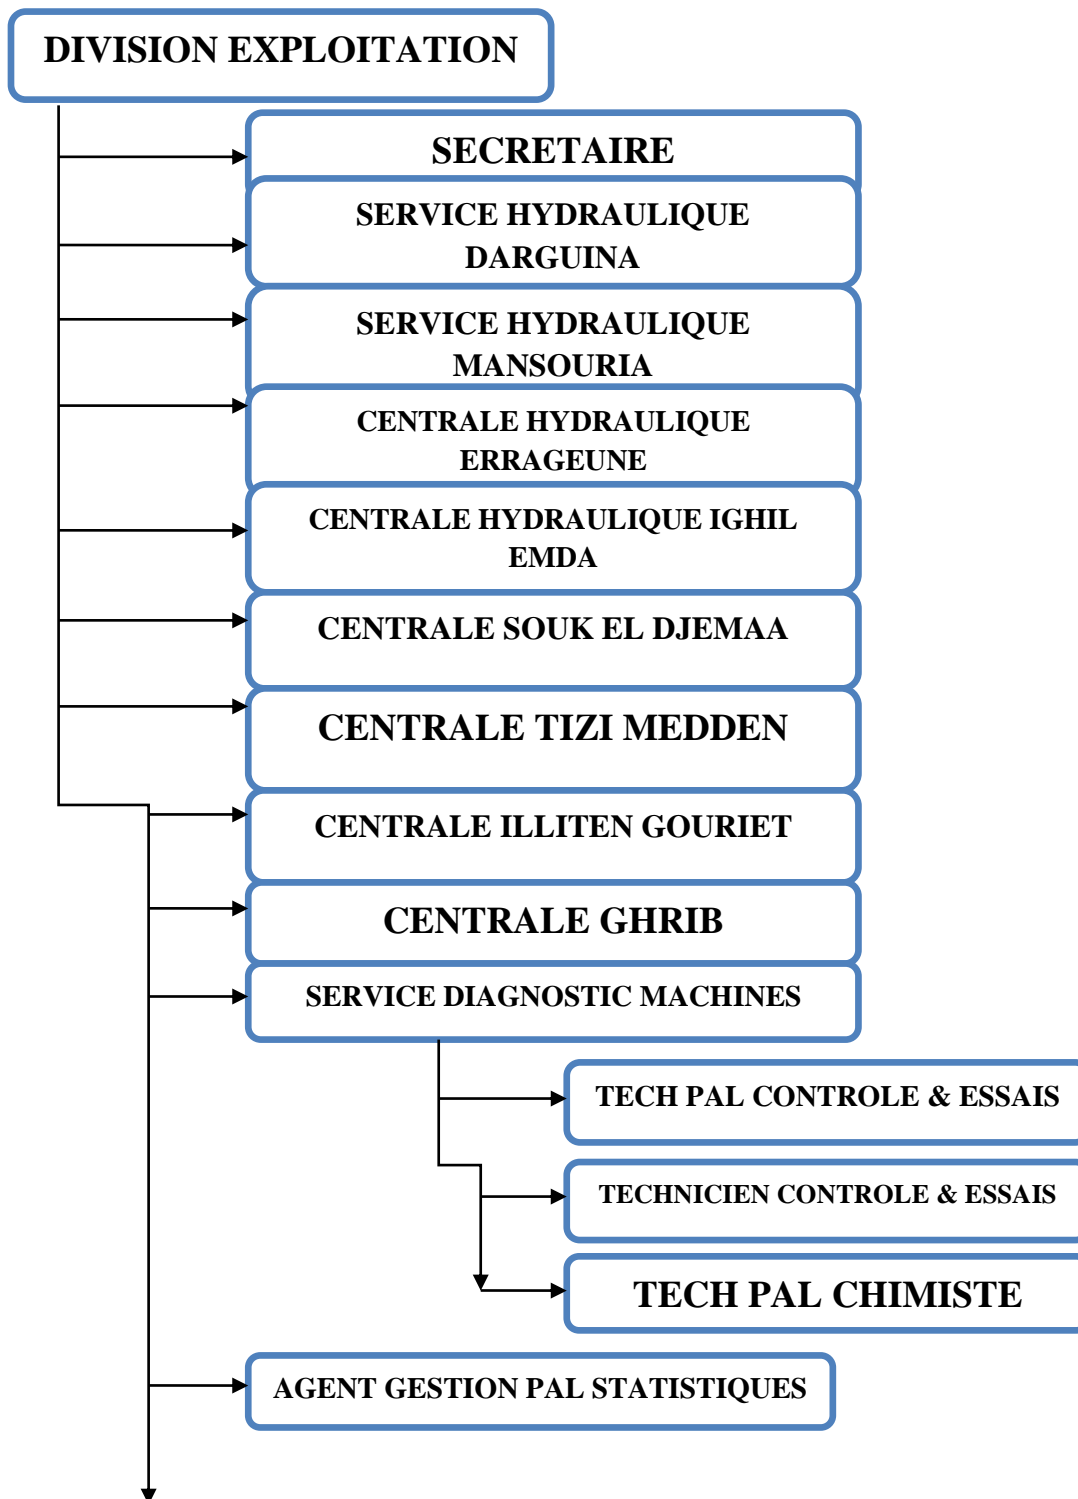 DIVISION EXPLOITATION
SECRETAIRE
SERVICE HYDRAULIQUE
DARGUINA
SERVICE HYDRAULIQUE
MANSOURIA
CENTRALE HYDRAULIQUE
ERRAGEUNE
CENTRALE HYDRAULIQUE IGHIL
EMDA
CENTRALE SOUK EL DJEMAA
CENTRALE TIZI MEDDEN
CENTRALE ILLITEN GOURIET
CENTRALE GHRIB
SERVICE DIAGNOSTIC MACHINES
TECH PAL CONTROLE & ESSAIS
TECHNICIEN CONTROLE & ESSAIS
TECH PAL CHIMISTE
AGENT GESTION PAL STATISTIQUES